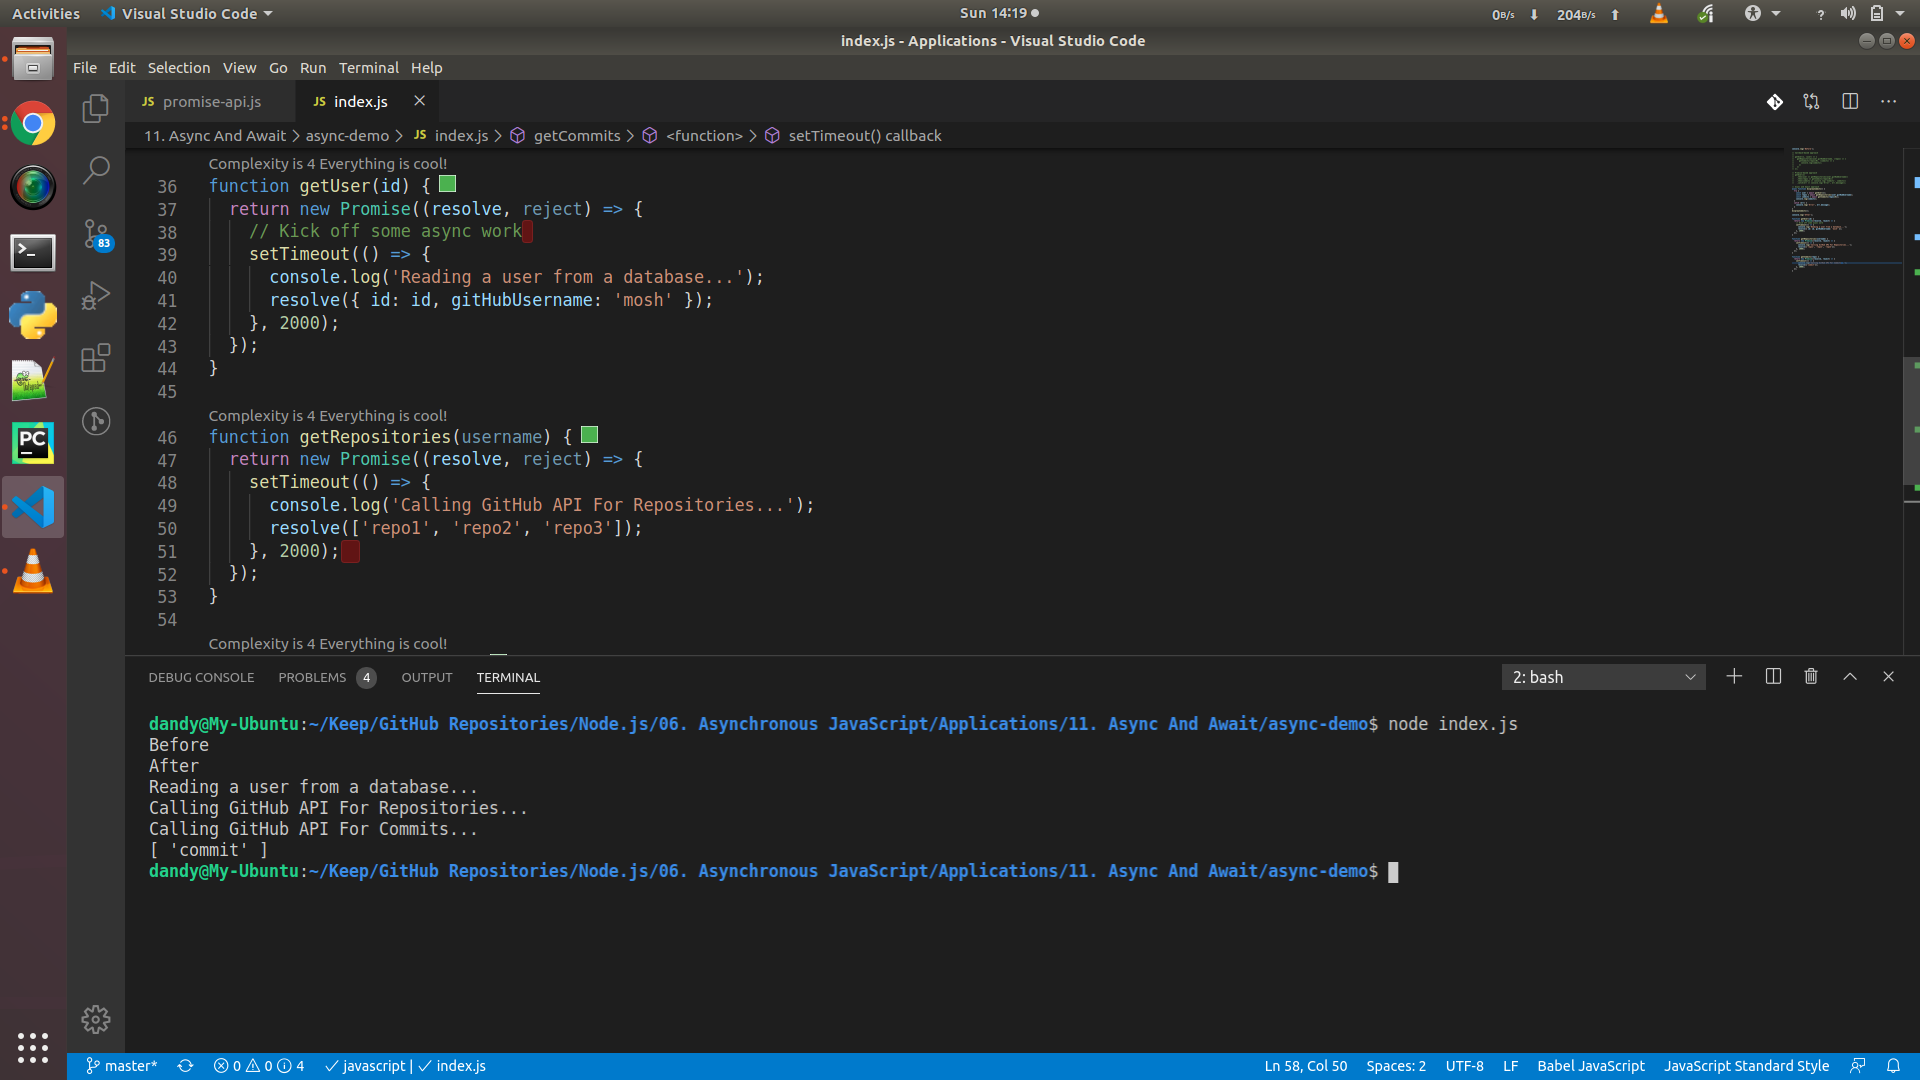 Activities Visual Studio Code Sun 14:19 0B/s 204B/s ?
index.js - Applications - Visual Studio Code
File Edit Selection View Go Run Terminal Help
JS promise-api.js JS index.js
11. Async And Await > async-demo > JS index.js > getCommits > <function> > setTimeout() callback
Complexity is 4 Everything is cool!
36 function getUser(id) {
37 return new Promise((resolve, reject) => {
38 // Kick off some async work
39 setTimeout(() => {
40 console.log('Reading a user from a database...');
41 resolve({ id: id, gitHubUsername: 'mosh' });
42 }, 2000);
43 });
44 }
45
Complexity is 4 Everything is cool!
46 function getRepositories(username) {
47 return new Promise((resolve, reject) => {
48 setTimeout(() => {
49 console.log('Calling GitHub API For Repositories...');
50 resolve(['repo1', 'repo2', 'repo3']);
51 }, 2000);
52 });
53 }
54
Complexity is 4 Everything is cool!
83
PC
DEBUG CONSOLE PROBLEMS 4 OUTPUT TERMINAL 2: bash
dandy@My-Ubuntu:~/Keep/GitHub Repositories/Node.js/06. Asynchronous JavaScript/Applications/11. Async And Await/async-demo$ node index.js
Before
After
Reading a user from a database...
Calling GitHub API For Repositories...
Calling GitHub API For Commits...
[ 'commit' ]
dandy@My-Ubuntu:~/Keep/GitHub Repositories/Node.js/06. Asynchronous JavaScript/Applications/11. Async And Await/async-demo$
master* 0 0 4 javascript | index.js Ln 58, Col 50 Spaces: 2 UTF-8 LF Babel JavaScript JavaScript Standard Style